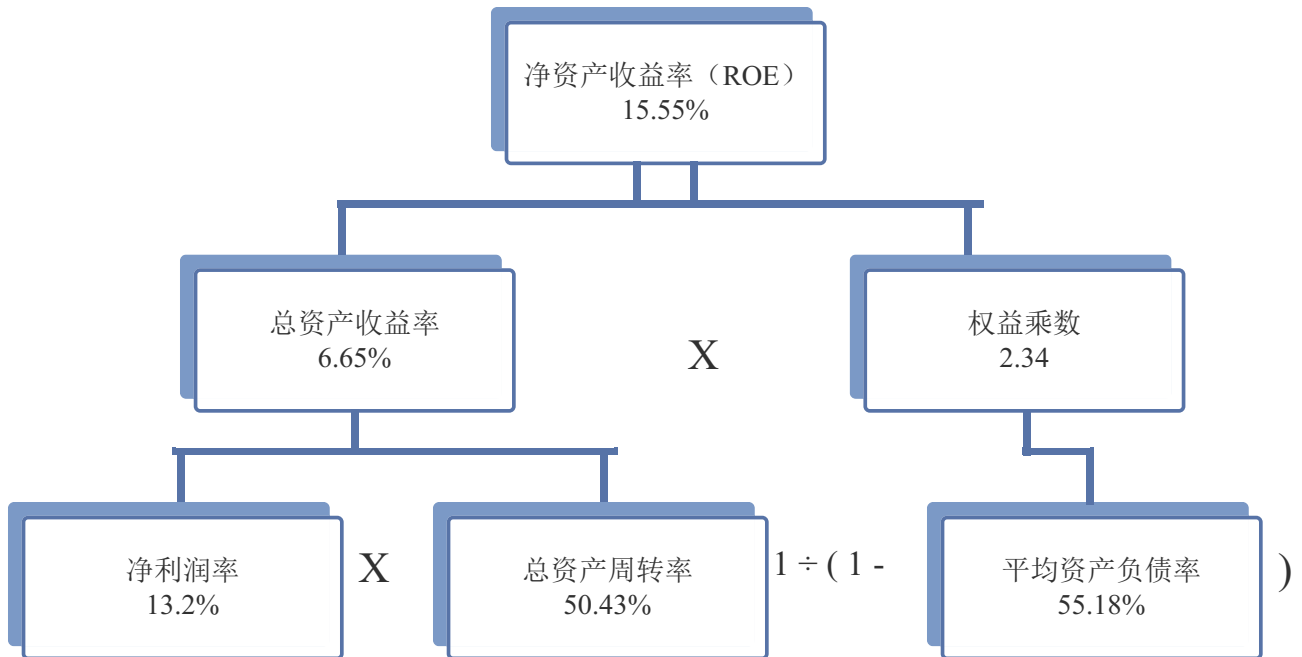 净资产收益率（ROE）
15.55%
总资产收益率
6.65%
X
权益乘数
2.34
净利润率
13.2%
X
总资产周转率
50.43%
1 ÷ ( 1 -
平均资产负债率
55.18%
)